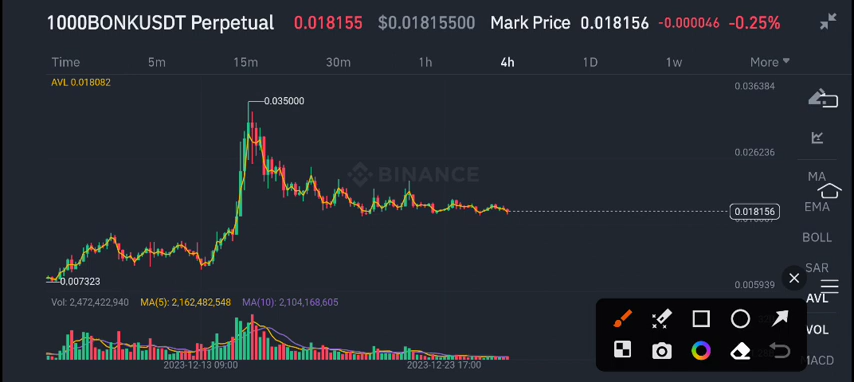 1000BONKUSDT Perpetual 0.018155 $0.01815500 Mark Price 0.018156 -0.000046 -0.25%
Time 5m 15m 30m 1h 4h 1D 1w More
AVL 0.018082
0.036384
0.035000
0.026236
BINANCE
MA
EMA
0.018156
BOLL
SAR
0.007323
0.005939
AVL
Vol: 2,472,422,940 MA(5): 2,162,482,548 MA(10): 2,104,168,605
VOL
MACD
2023-12-13 09:00 2023-12-23 17:00